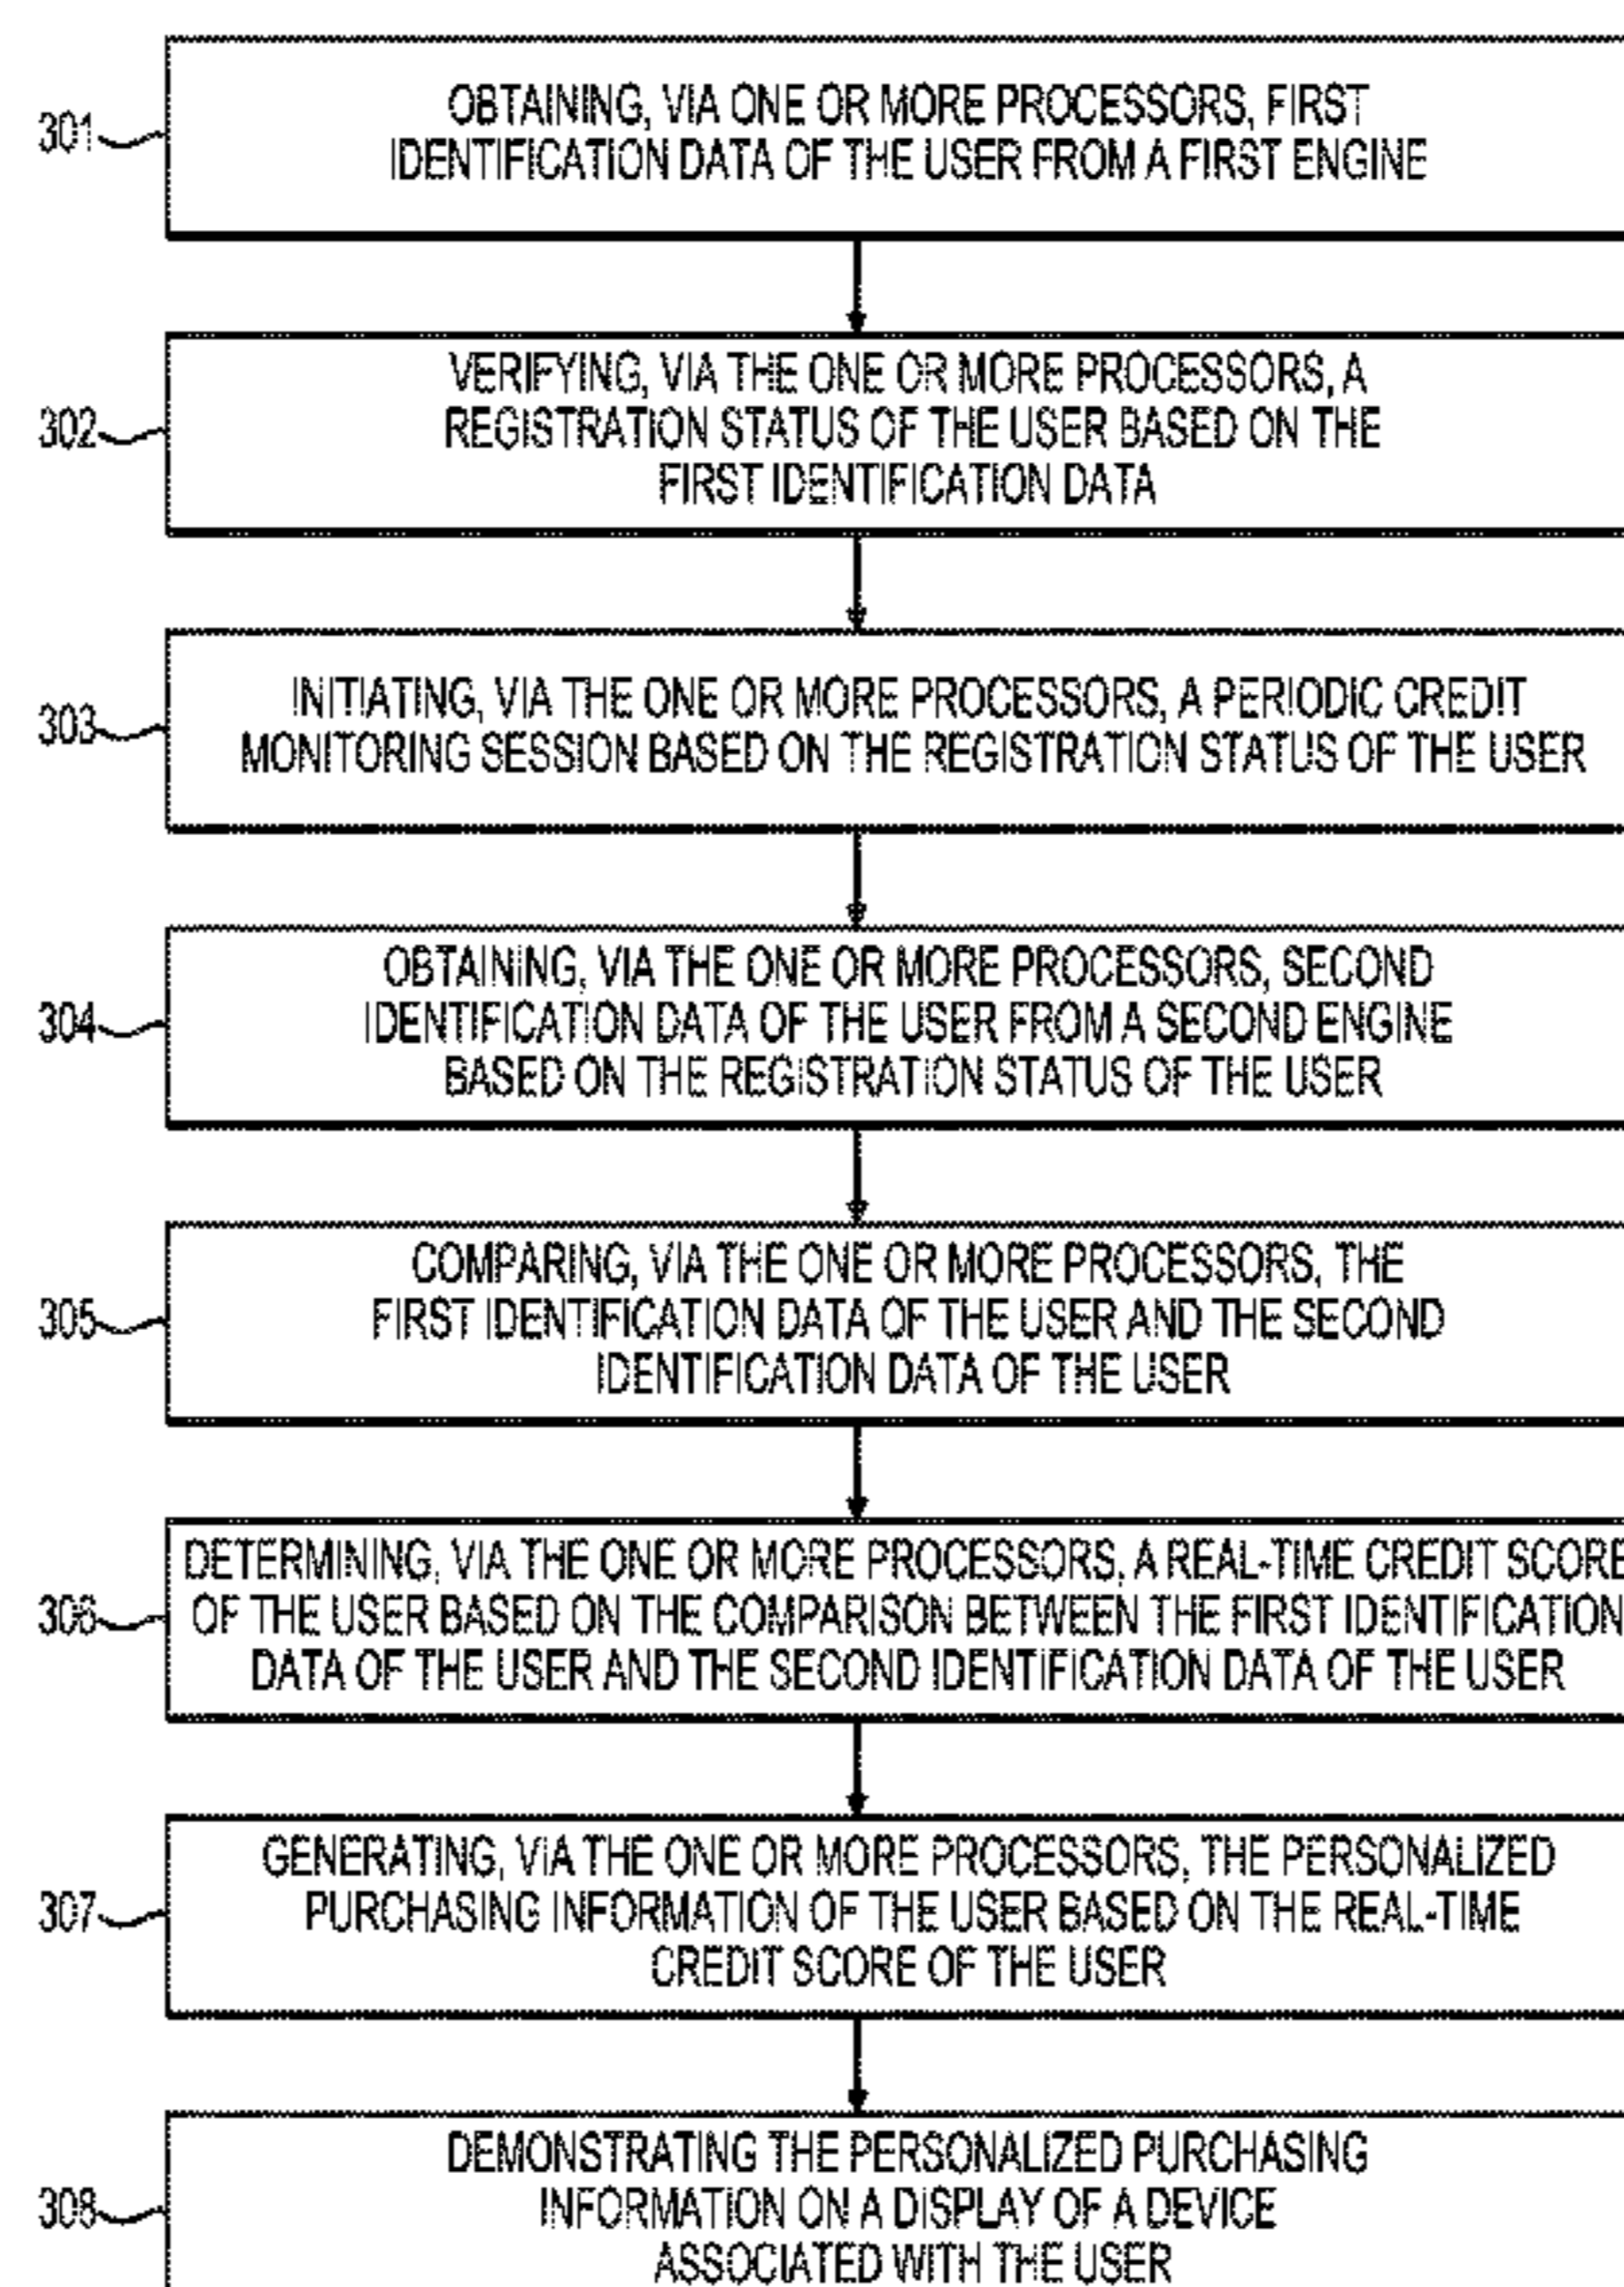 301
OBTAINING, VIA ONE OR MORE PROCESSORS, FIRST
IDENTIFICATION DATA OF THE USER FROM A FIRST ENGINE
302
VERIFYING, VIA THE ONE OR MORE PROCESSORS, A
REGISTRATION STATUS OF THE USER BASED ON THE
FIRST IDENTIFICATION DATA
303
INITIATING, VIA THE ONE OR MORE PROCESSORS, A PERIODIC CREDIT
MONITORING SESSION BASED ON THE REGISTRATION STATUS OF THE USER
304
OBTAINING, VIA THE ONE OR MORE PROCESSORS, SECOND
IDENTIFICATION DATA OF THE USER FROM A SECOND ENGINE
BASED ON THE REGISTRATION STATUS OF THE USER
305
COMPARING, VIA THE ONE OR MORE PROCESSORS, THE
FIRST IDENTIFICATION DATA OF THE USER AND THE SECOND
IDENTIFICATION DATA OF THE USER
306
DETERMINING, VIA THE ONE OR MORE PROCESSORS, A REAL-TIME CREDIT SCORE
OF THE USER BASED ON THE COMPARISON BETWEEN THE FIRST IDENTIFICATION
DATA OF THE USER AND THE SECOND IDENTIFICATION DATA OF THE USER
307
GENERATING, VIA THE ONE OR MORE PROCESSORS, THE PERSONALIZED
PURCHASING INFORMATION OF THE USER BASED ON THE REAL-TIME
CREDIT SCORE OF THE USER
308
DEMONSTRATING THE PERSONALIZED PURCHASING
INFORMATION ON A DISPLAY OF A DEVICE
ASSOCIATED WITH THE USER